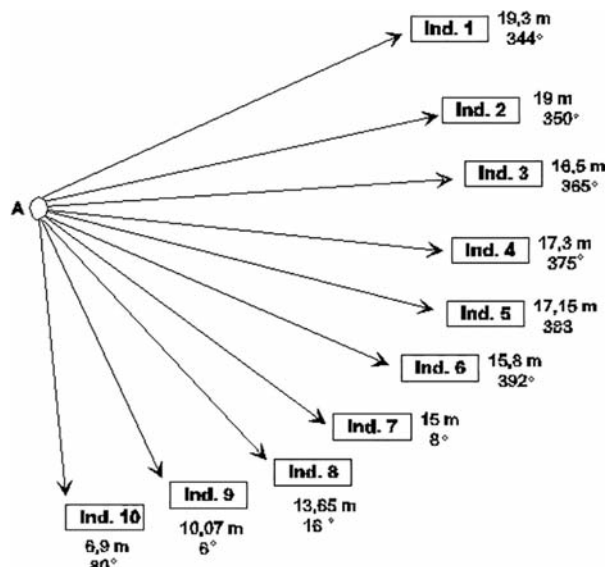 Ind. 1
19,3 m
344°
Ind. 2
19 m
350°
Ind. 3
16,5 m
365°
A
Ind. 4
17,3 m
375°
Ind. 5
17,15 m
383
Ind. 6
15,8 m
392°
Ind. 7
15 m
8°
Ind. 8
13,65 m
16 °
Ind. 9
10,07 m
6°
Ind. 10
6,9 m